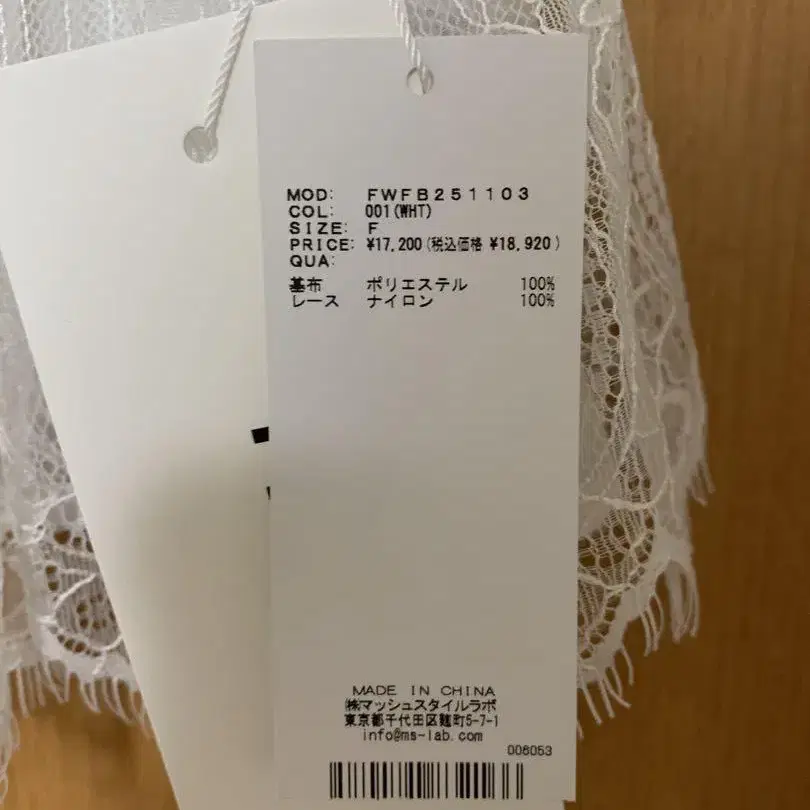 MOD: FWFB251103
COL: 001(WHT)
SIZE: F
PRICE: ¥17,200(税込価格 ¥18,920)
QUA:
基布 ポリエステル 100%
レース ナイロン 100%
MADE IN CHINA
㈱マッシュスタイルラボ
東京都千代田区麹町5-7-1
info@ms-lab.com
006053